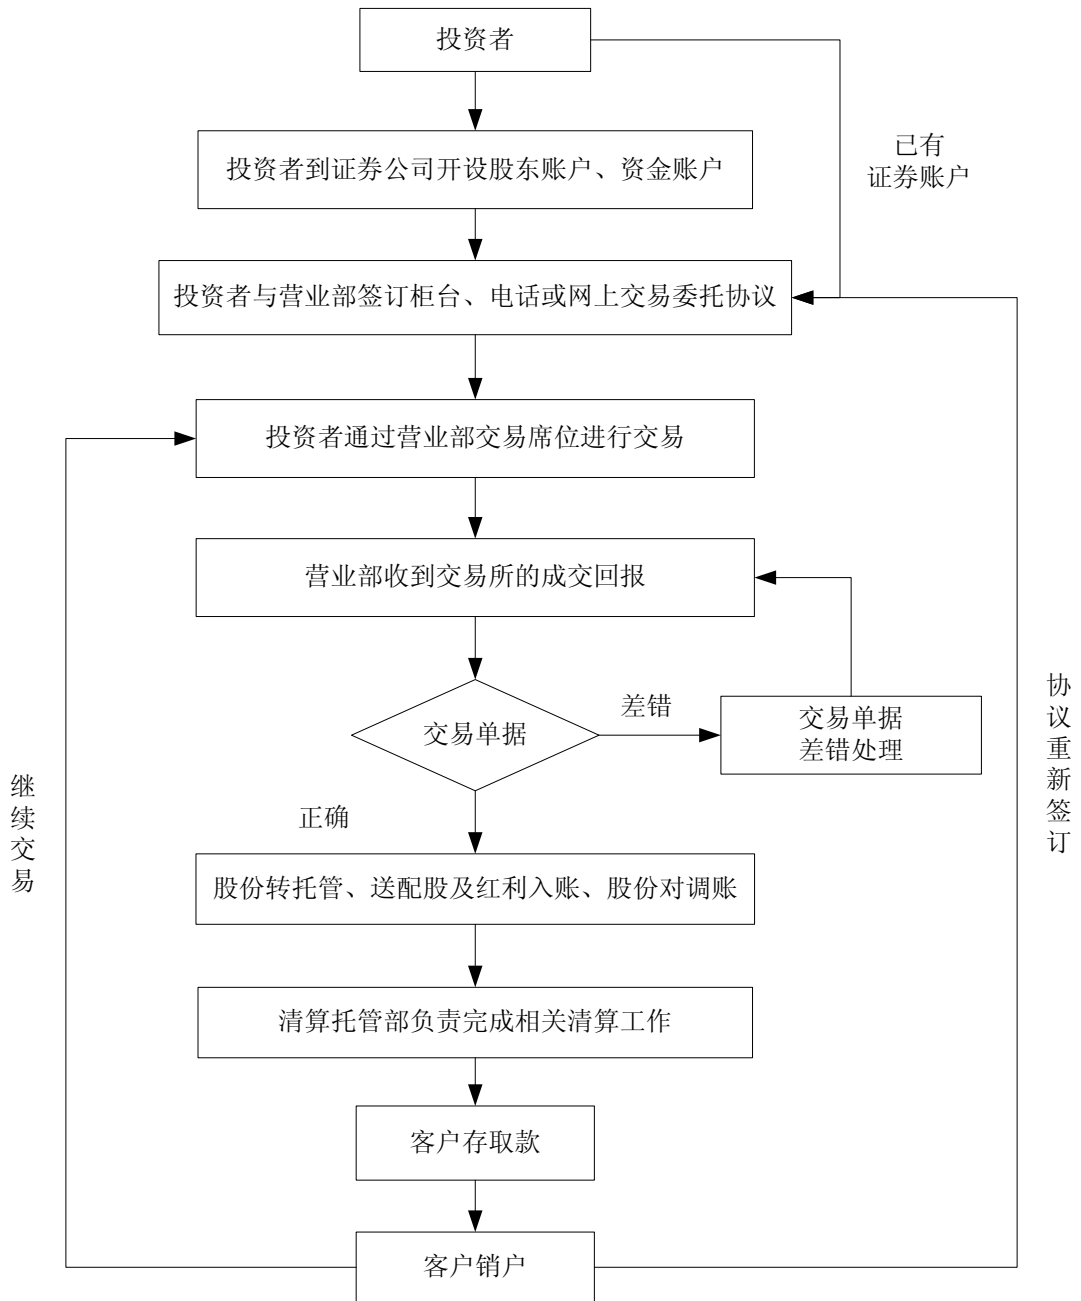 投资者
已有
证券账户
投资者到证券公司开设股东账户、资金账户
投资者与营业部签订柜台、电话或网上交易委托协议
投资者通过营业部交易席位进行交易
营业部收到交易所的成交回报
交易单据
差错
交易单据
差错处理
正确
继续交易
协议重新签订
股份转托管、送配股及红利入账、股份对调账
清算托管部负责完成相关清算工作
客户存取款
客户销户